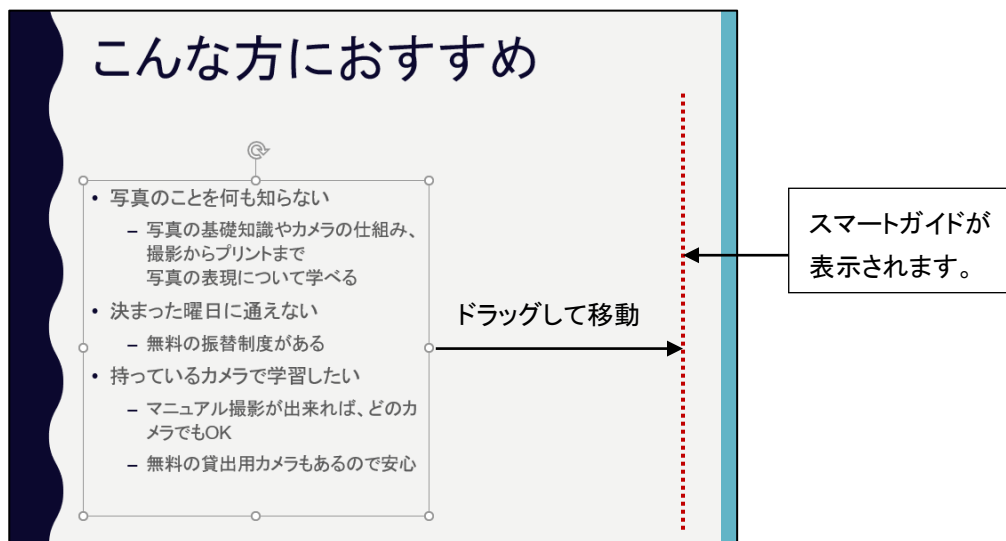 こんな方におすすめ
• 写真のことを何も知らない
– 写真の基礎知識やカメラの仕組み、
撮影からプリントまで
写真の表現について学べる
• 決まった曜日に通えない
– 無料の振替制度がある
• 持っているカメラで学習したい
– マニュアル撮影が出来れば、どのカ
メラでもOK
– 無料の貸出用カメラもあるので安心
ドラッグして移動
スマートガイドが
表示されます。